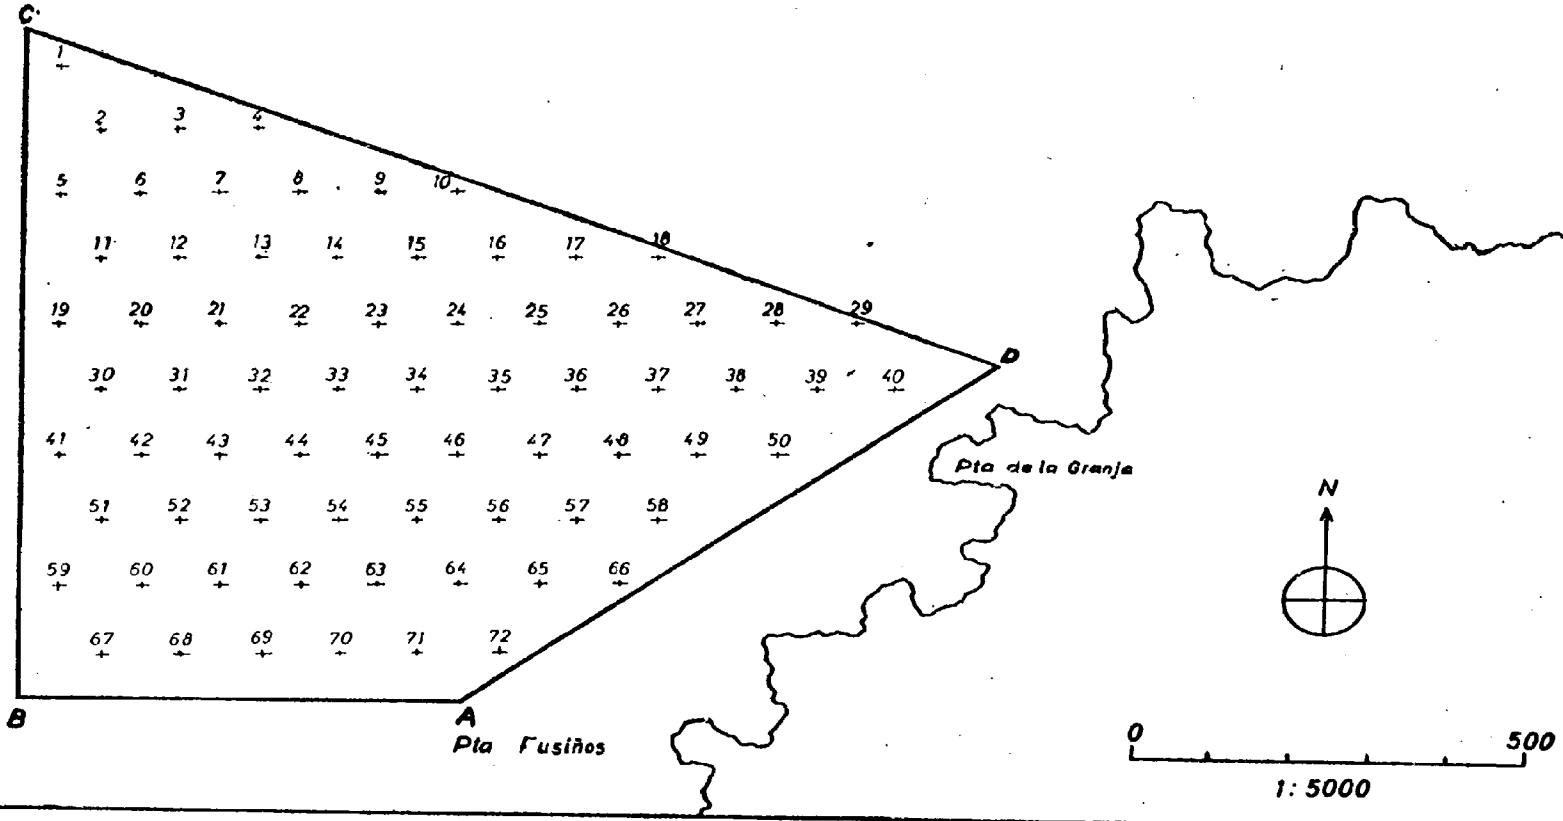 C
1
2 3 4
5 6 7 8 9 10
11 12 13 14 15 16 17 18
19 20 21 22 23 24 25 26 27 28 29
D
30 31 32 33 34 35 36 37 38 39 40
41 42 43 44 45 46 47 48 49 50
Pta de la Granja
N
51 52 53 54 55 56 57 58
59 60 61 62 63 64 65 66
67 68 69 70 71 72
B
A
Pta Fusiños
0 500
1: 5000